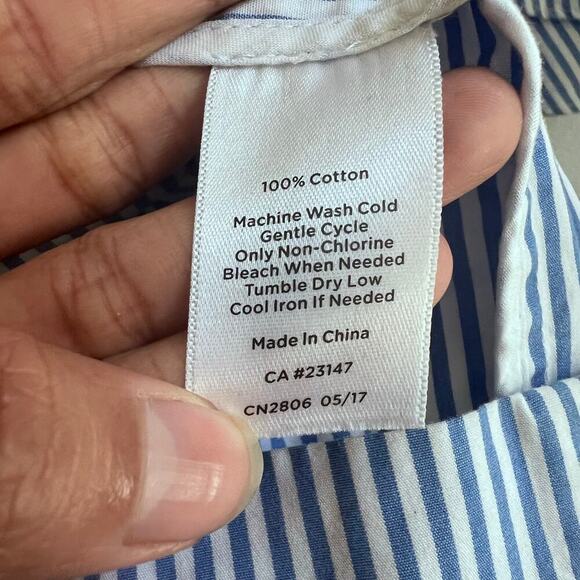 100% Cotton
Machine Wash Cold
Gentle Cycle
Only Non-Chlorine
Bleach When Needed
Tumble Dry Low
Cool Iron If Needed
Made In China
CA #23147
CN2806 05/17